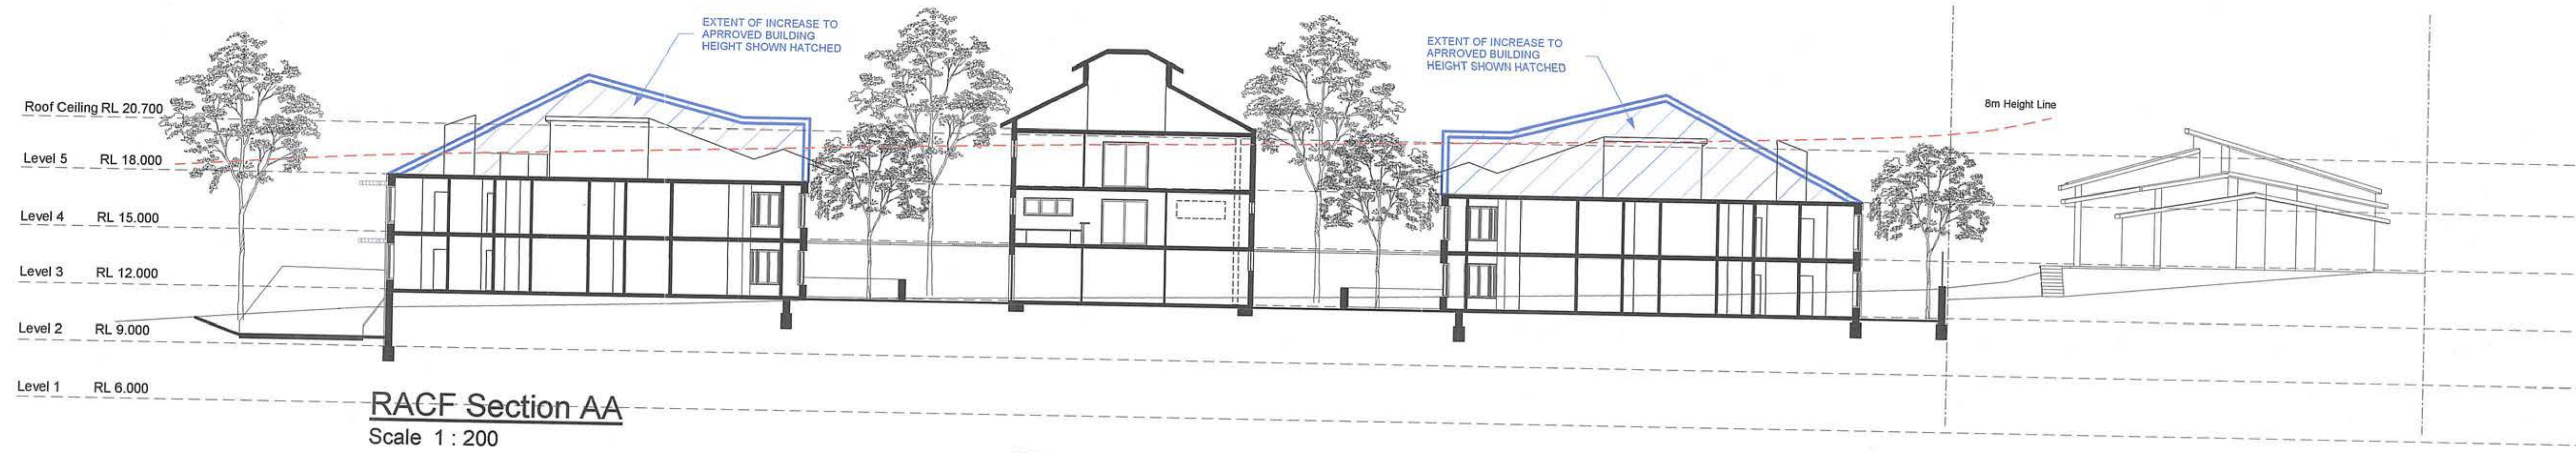 EXTENT OF INCREASE TO
APRROVED BUILDING
HEIGHT SHOWN HATCHED
EXTENT OF INCREASE TO
APRROVED BUILDING
HEIGHT SHOWN HATCHED
Roof Ceiling RL 20.700
8m Height Line
Level 5 RL 18.000
Level 4 RL 15.000
Level 3 RL 12.000
Level 2 RL 9.000
Level 1 RL 6.000
RACF Section AA
Scale 1 : 200